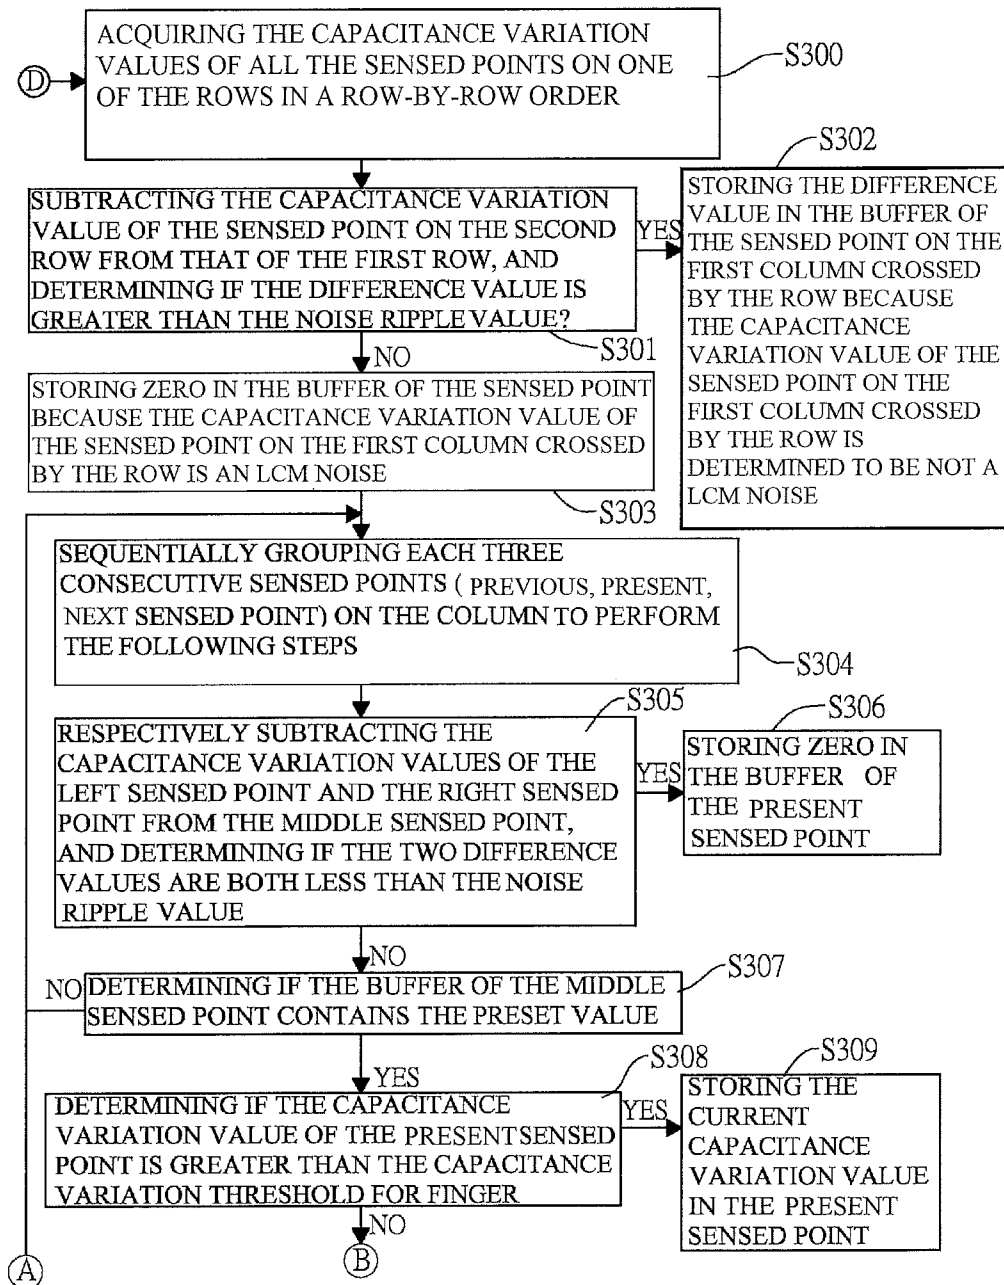 ACQUIRING THE CAPACITANCE VARIATION
VALUES OF ALL THE SENSED POINTS ON ONE
OF THE ROWS IN A ROW-BY-ROW ORDER
S300
D
SUBTRACTING THE CAPACITANCE VARIATION
VALUE OF THE SENSED POINT ON THE SECOND
ROW FROM THAT OF THE FIRST ROW, AND
DETERMINING IF THE DIFFERENCE VALUE IS
GREATER THAN THE NOISE RIPPLE VALUE?
S301
YES
S302
STORING THE DIFFERENCE
VALUE IN THE BUFFER OF
THE SENSED POINT ON THE
FIRST COLUMN CROSSED
BY THE ROW BECAUSE
THE CAPACITANCE
VARIATION VALUE OF THE
SENSED POINT ON THE
FIRST COLUMN CROSSED
BY THE ROW IS
DETERMINED TO BE NOT A
LCM NOISE
NO
STORING ZERO IN THE BUFFER OF THE SENSED POINT
BECAUSE THE CAPACITANCE VARIATION VALUE OF
THE SENSED POINT ON THE FIRST COLUMN CROSSED
BY THE ROW IS AN LCM NOISE
S303
SEQUENTIALLY GROUPING EACH THREE
CONSECUTIVE SENSED POINTS ( PREVIOUS, PRESENT,
NEXT SENSED POINT) ON THE COLUMN TO PERFORM
THE FOLLOWING STEPS
S304
S305
RESPECTIVELY SUBTRACTING THE
CAPACITANCE VARIATION VALUES OF THE
LEFT SENSED POINT AND THE RIGHT SENSED
POINT FROM THE MIDDLE SENSED POINT,
AND DETERMINING IF THE TWO DIFFERENCE
VALUES ARE BOTH LESS THAN THE NOISE
RIPPLE VALUE
YES
S306
STORING ZERO IN
THE BUFFER OF
THE PRESENT
SENSED POINT
NO
S307
NO
DETERMINING IF THE BUFFER OF THE MIDDLE
SENSED POINT CONTAINS THE PRESET VALUE
YES
S308
DETERMINING IF THE CAPACITANCE
VARIATION VALUE OF THE PRESENT SENSED
POINT IS GREATER THAN THE CAPACITANCE
VARIATION THRESHOLD FOR FINGER
YES
S309
STORING THE
CURRENT
CAPACITANCE
VARIATION VALUE
IN THE PRESENT
SENSED POINT
NO
A
B